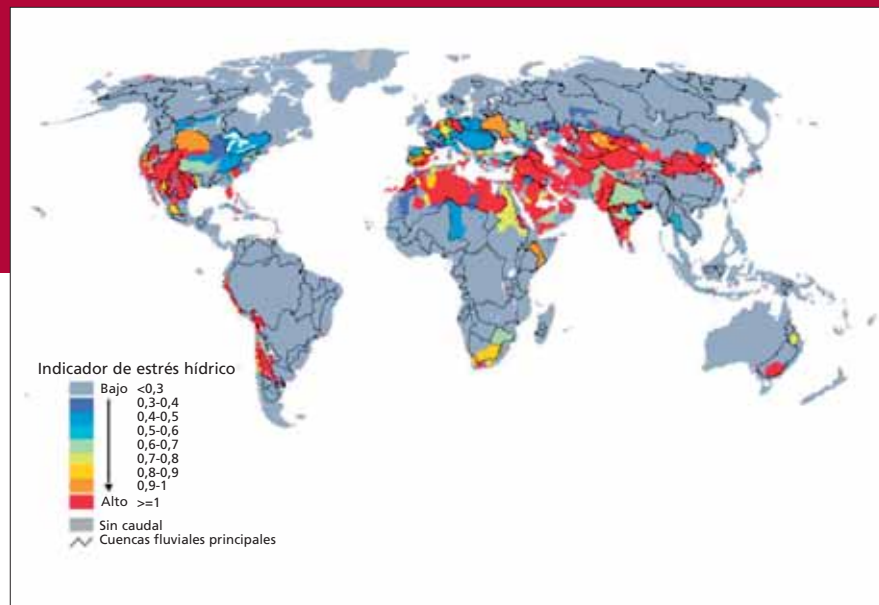 Indicador de estrés hídrico
Bajo <0,3
0,3-0,4
0,4-0,5
0,5-0,6
0,6-0,7
0,7-0,8
0,8-0,9
0,9-1
Alto >=1
Sin caudal
Cuencas fluviales principales